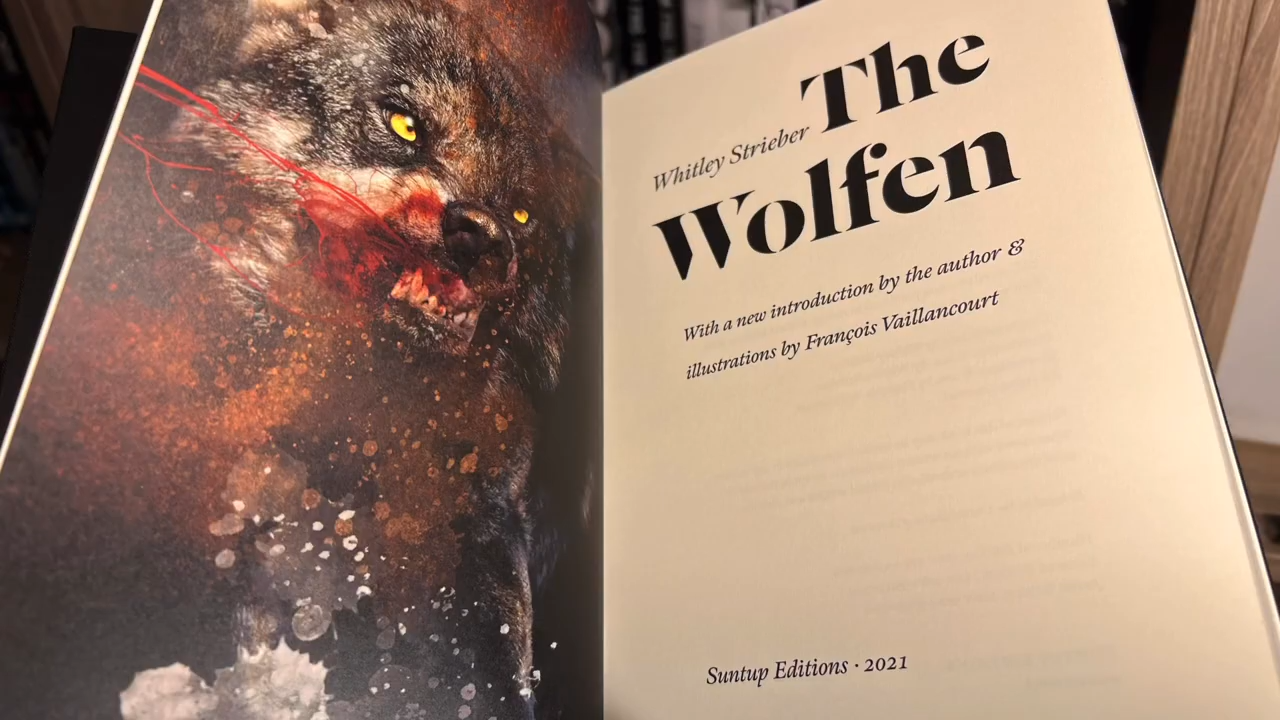 Whitley Strieber The
Wolfen
With a new introduction by the author &
illustrations by François Vaillancourt
Suntup Editions · 2021